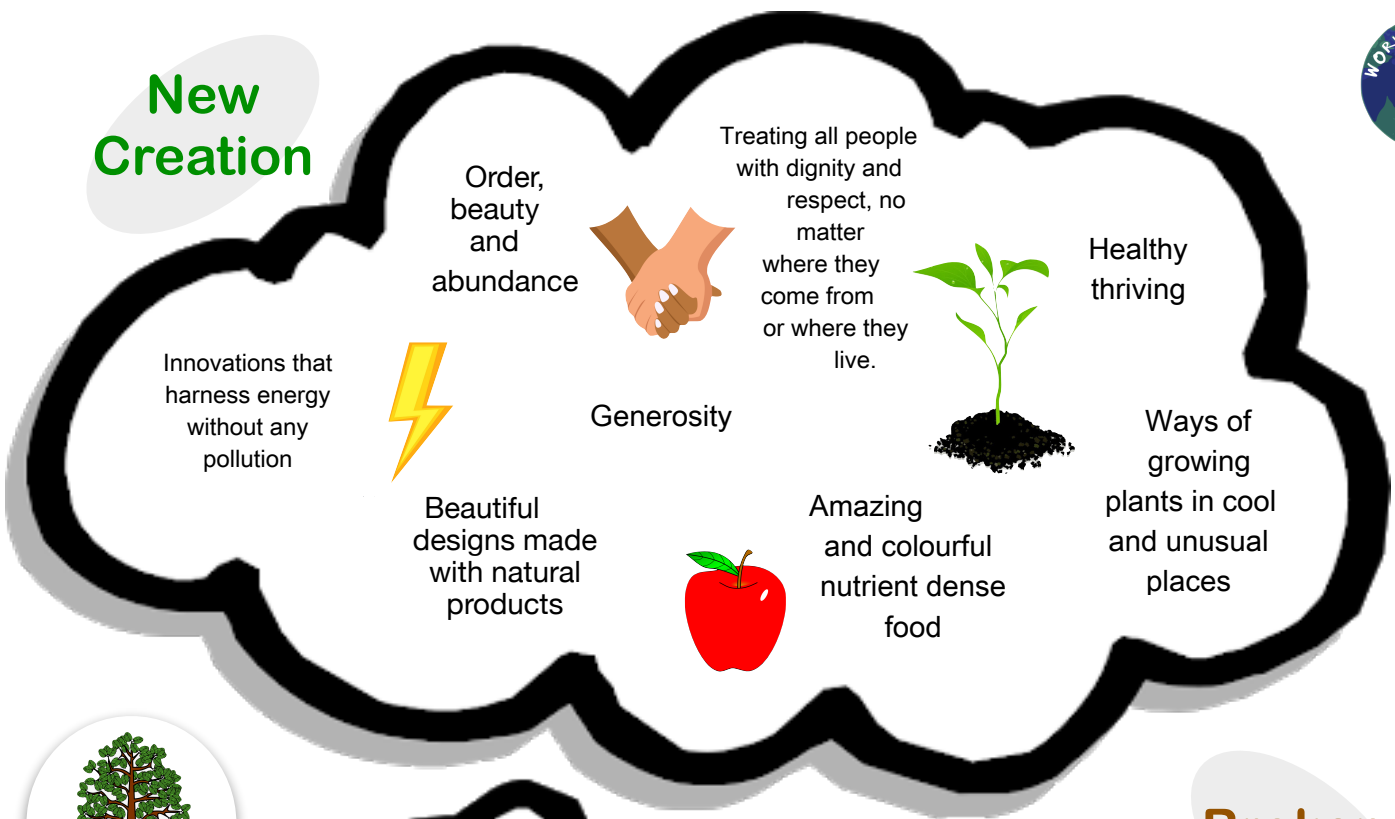 New
Creation
Order,
beauty
and
abundance
Treating all people
with dignity and
respect, no
matter
where they
come from
or where they
live.
Healthy
thriving
Innovations that
harness energy
without any
pollution
Generosity
Ways of
growing
plants in cool
and unusual
places
Beautiful
designs made
with natural
products
Amazing
and colourful
nutrient dense
food